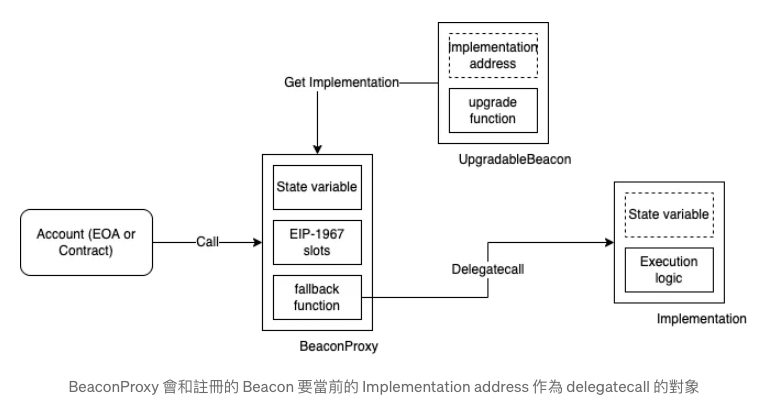 Implementation
address
upgrade
function
UpgradableBeacon
Get Implementation
State variable
EIP-1967
slots
fallback
function
BeaconProxy
Account (EOA or
Contract)
Call
Delegatecall
State variable
Execution
logic
Implementation
BeaconProxy 會和註冊的 Beacon 要當前的 Implementation address 作為 delegatecall 的對象